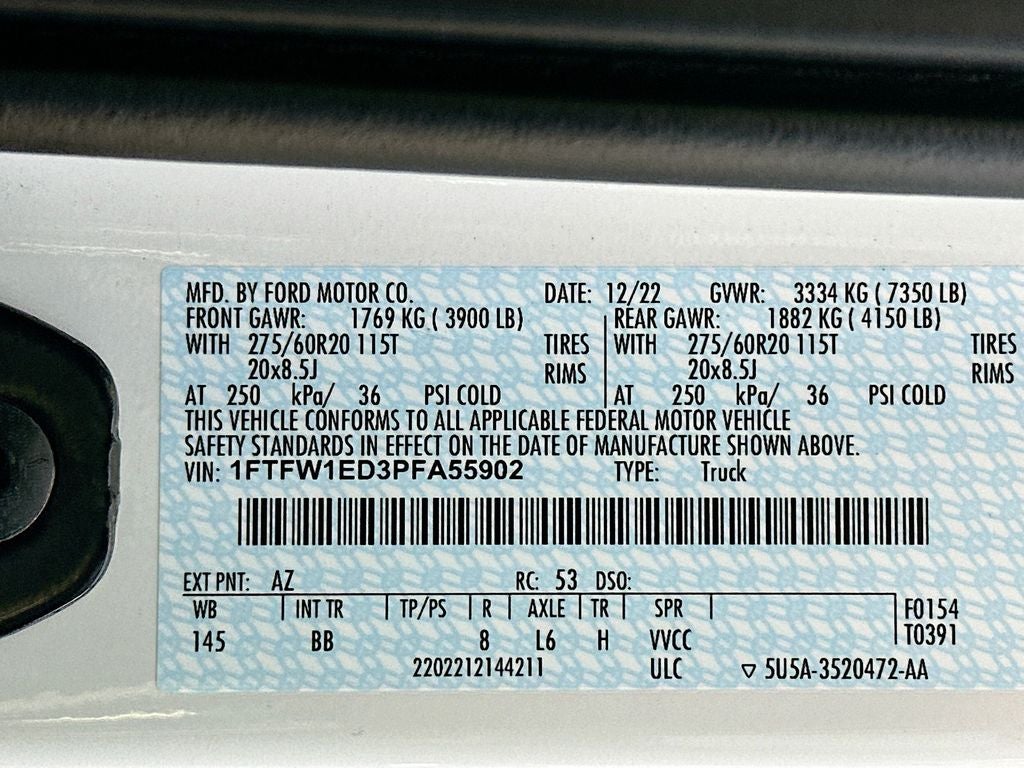 MFD. BY FORD MOTOR CO. DATE: 12/22 GVWR: 3334 KG ( 7350 LB)
FRONT GAWR: 1769 KG ( 3900 LB) REAR GAWR: 1882 KG ( 4150 LB)
WITH 275/60R20 115T TIRES WITH 275/60R20 115T TIRES
20x8.5J RIMS 20x8.5J RIMS
AT 250 kPa/ 36 PSI COLD AT 250 kPa/ 36 PSI COLD
THIS VEHICLE CONFORMS TO ALL APPLICABLE FEDERAL MOTOR VEHICLE
SAFETY STANDARDS IN EFFECT ON THE DATE OF MANUFACTURE SHOWN ABOVE.
VIN: 1FTFW1ED3PFA55902 TYPE: Truck
EXT PNT: AZ RC: 53 DSO:
WB INT TR TP/PS R AXLE TR SPR F0154
145 BB 8 L6 H VVCC T0391
2202212144211 ULC ▽ 5U5A-3520472-AA